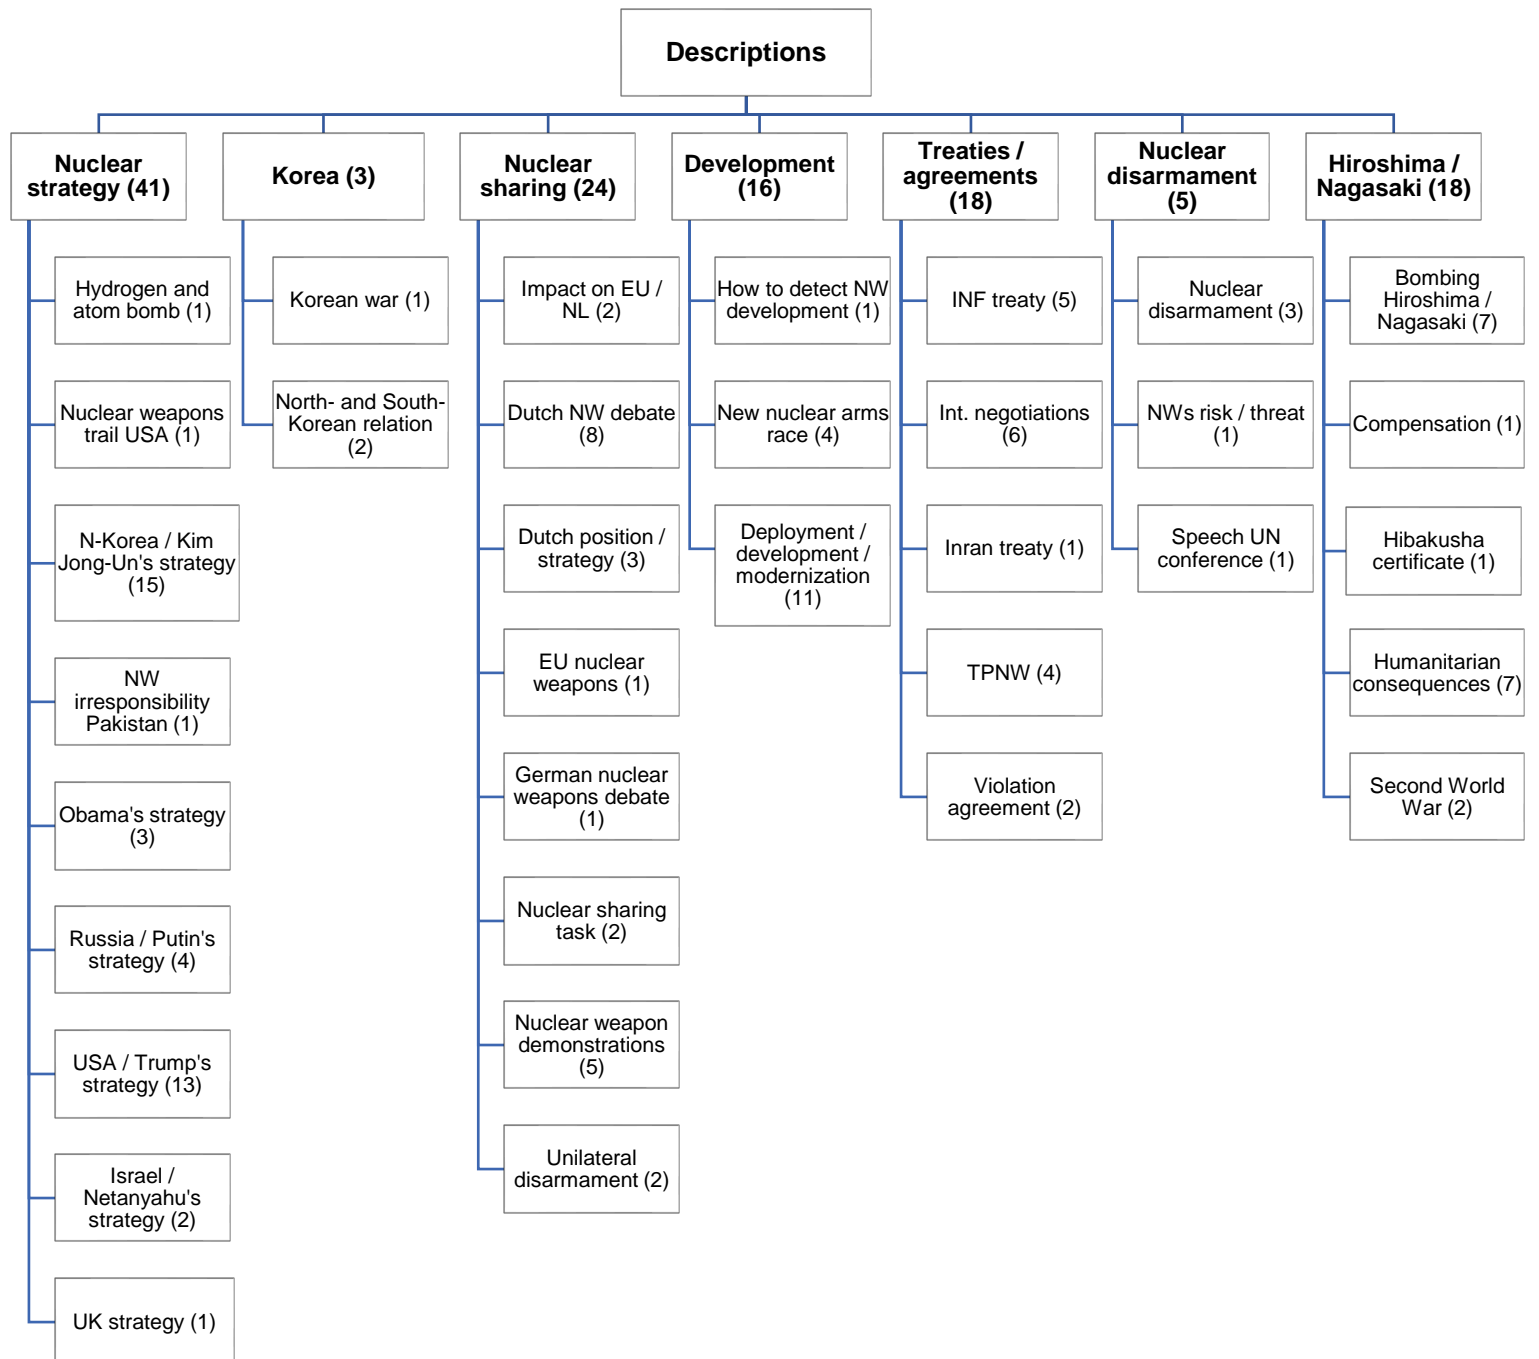 Descriptions
Nuclear
strategy (41)
Hydrogen and
atom bomb (1)
Nuclear weapons
trail USA (1)
N-Korea / Kim
Jong-Un's strategy
(15)
NW
irresponsibility
Pakistan (1)
Obama's strategy
(3)
Russia / Putin's
strategy (4)
USA / Trump's
strategy (13)
Israel /
Netanyahu's
strategy (2)
UK strategy (1)
Korea (3)
Korean war (1)
North- and South-
Korean relation
(2)
Nuclear
sharing (24)
Impact on EU /
NL (2)
Dutch NW debate
(8)
Dutch position /
strategy (3)
EU nuclear
weapons (1)
German nuclear
weapons debate
(1)
Nuclear sharing
task (2)
Nuclear weapon
demonstrations
(5)
Unilateral
disarmament (2)
Development
(16)
How to detect NW
development (1)
New nuclear arms
race (4)
Deployment /
development /
modernization
(11)
Treaties /
agreements
(18)
INF treaty (5)
Int. negotiations
(6)
Inran treaty (1)
TPNW (4)
Violation
agreement (2)
Nuclear
disarmament
(5)
Nuclear
disarmament (3)
NWs risk / threat
(1)
Speech UN
conference (1)
Hiroshima /
Nagasaki (18)
Bombing
Hiroshima /
Nagasaki (7)
Compensation (1)
Hibakusha
certificate (1)
Humanitarian
consequences (7)
Second World
War (2)